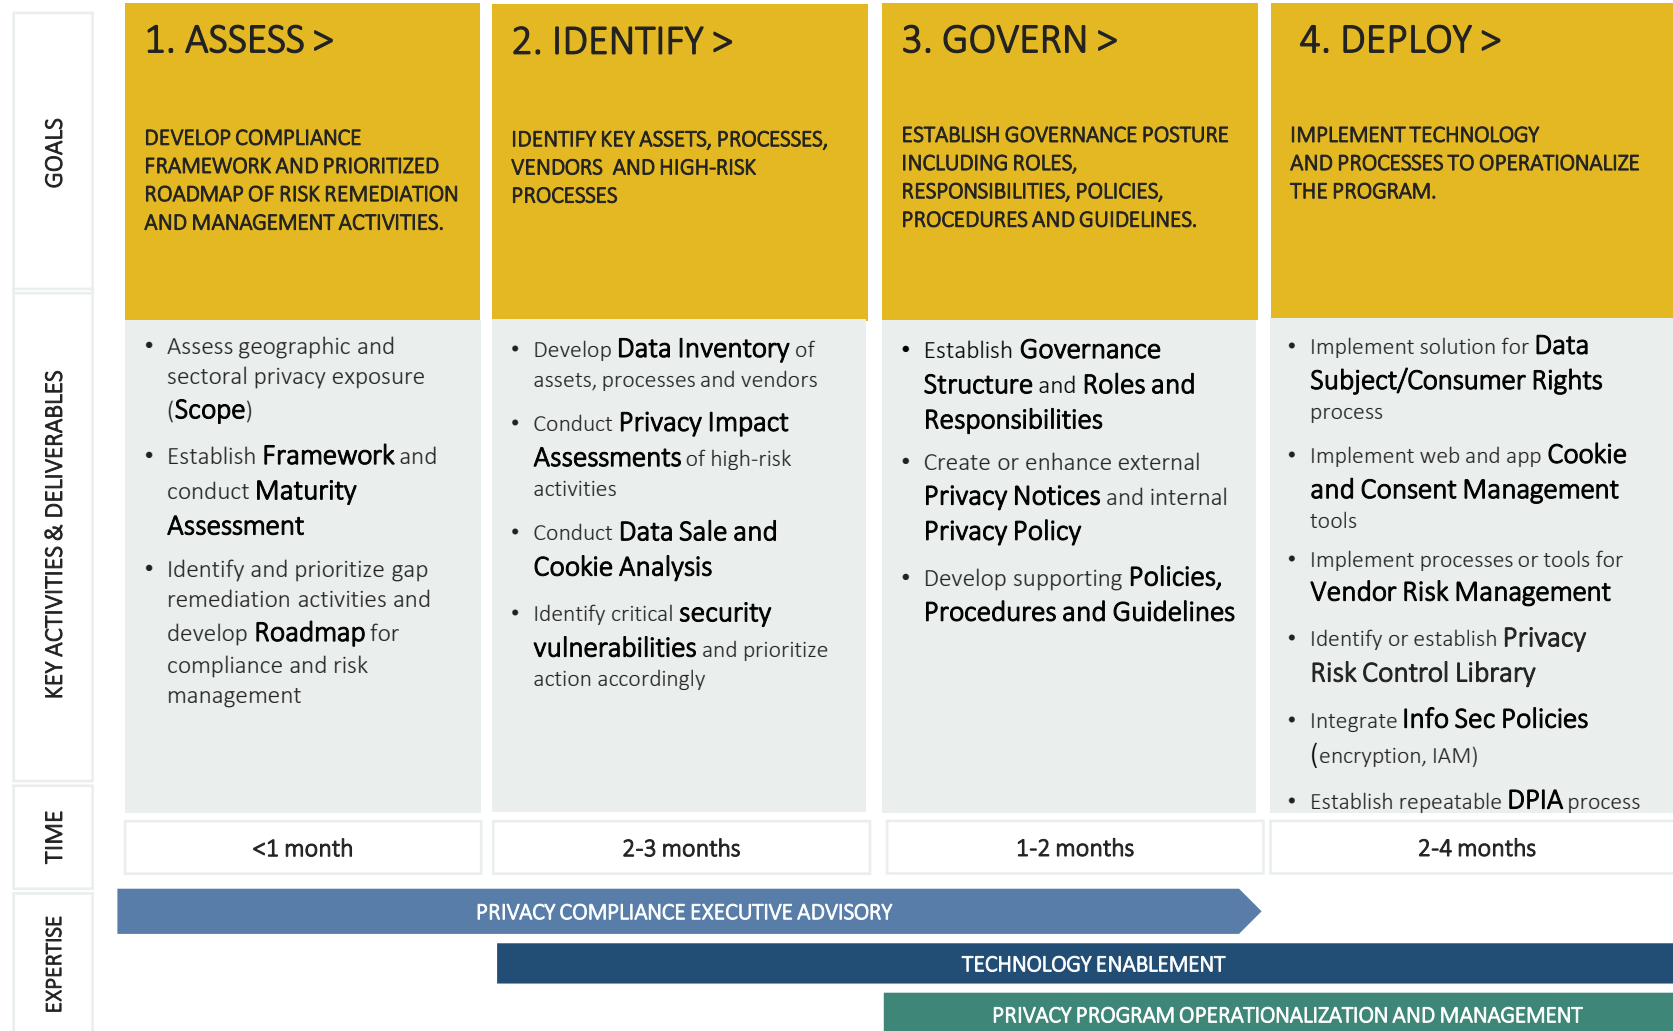 GOALS
1. ASSESS >
DEVELOP COMPLIANCE
FRAMEWORK AND PRIORITIZED
ROADMAP OF RISK REMEDIATION
AND MANAGEMENT ACTIVITIES.
2. IDENTIFY >
IDENTIFY KEY ASSETS, PROCESSES,
VENDORS AND HIGH-RISK
PROCESSES
3. GOVERN >
ESTABLISH GOVERNANCE POSTURE
INCLUDING ROLES,
RESPONSIBILITIES, POLICIES,
PROCEDURES AND GUIDELINES.
4. DEPLOY >
IMPLEMENT TECHNOLOGY
AND PROCESSES TO OPERATIONALIZE
THE PROGRAM.
KEY ACTIVITIES & DELIVERABLES
• Assess geographic and
sectoral privacy exposure
(Scope)
• Establish Framework and
conduct Maturity
Assessment
• Identify and prioritize gap
remediation activities and
develop Roadmap for
compliance and risk
management
• Develop Data Inventory of
assets, processes and vendors
• Conduct Privacy Impact
Assessments of high-risk
activities
• Conduct Data Sale and
Cookie Analysis
• Identify critical security
vulnerabilities and prioritize
action accordingly
• Establish Governance
Structure and Roles and
Responsibilities
• Create or enhance external
Privacy Notices and internal
Privacy Policy
• Develop supporting Policies,
Procedures and Guidelines
• Implement solution for Data
Subject/Consumer Rights
process
• Implement web and app Cookie
and Consent Management
tools
• Implement processes or tools for
Vendor Risk Management
• Identify or establish Privacy
Risk Control Library
• Integrate Info Sec Policies
(encryption, IAM)
• Establish repeatable DPIA process
TIME
<1 month
2-3 months
1-2 months
2-4 months
EXPERTISE
PRIVACY COMPLIANCE EXECUTIVE ADVISORY
TECHNOLOGY ENABLEMENT
PRIVACY PROGRAM OPERATIONALIZATION AND MANAGEMENT